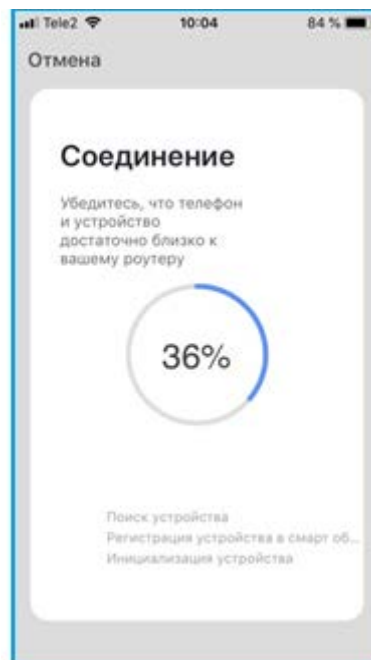 Tele2 10:04 84 %
Отмена
Соединение
Убедитесь, что телефон
и устройство
достаточно близко к
вашему роутеру
36%
Поиск устройства
Регистрация устройства в смарт об...
Инициализация устройства